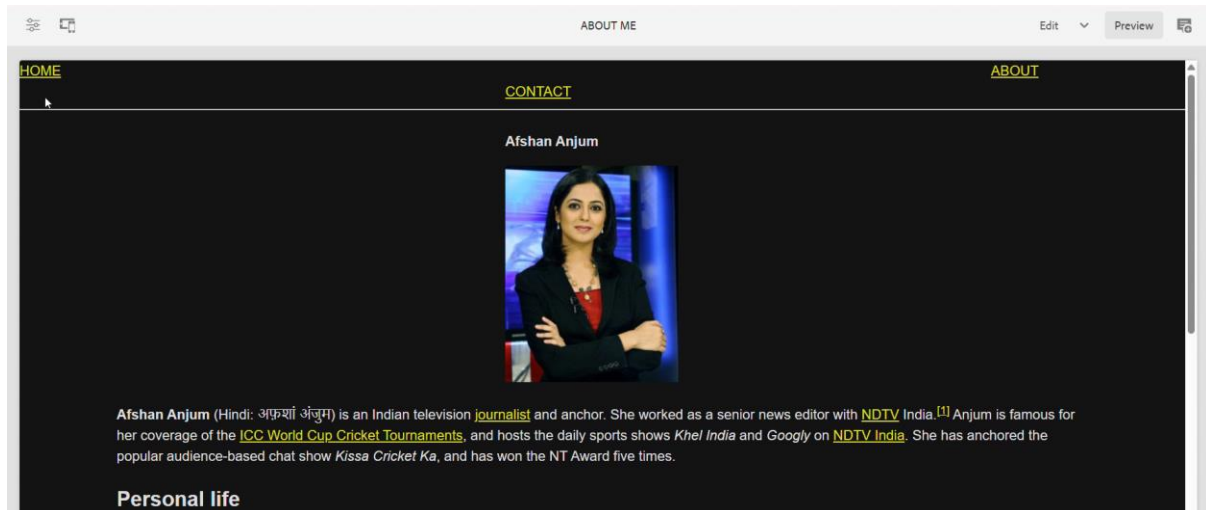 ABOUT ME
Edit
Preview
HOME
ABOUT
CONTACT
Afshan Anjum
Afshan Anjum (Hindi: अफ़शां अंजुम) is an Indian television journalist and anchor. She worked as a senior news editor with NDTV India.[1] Anjum is famous for
her coverage of the ICC World Cup Cricket Tournaments, and hosts the daily sports shows Khel India and Googly on NDTV India. She has anchored the
popular audience-based chat show Kissa Cricket Ka, and has won the NT Award five times.
Personal life